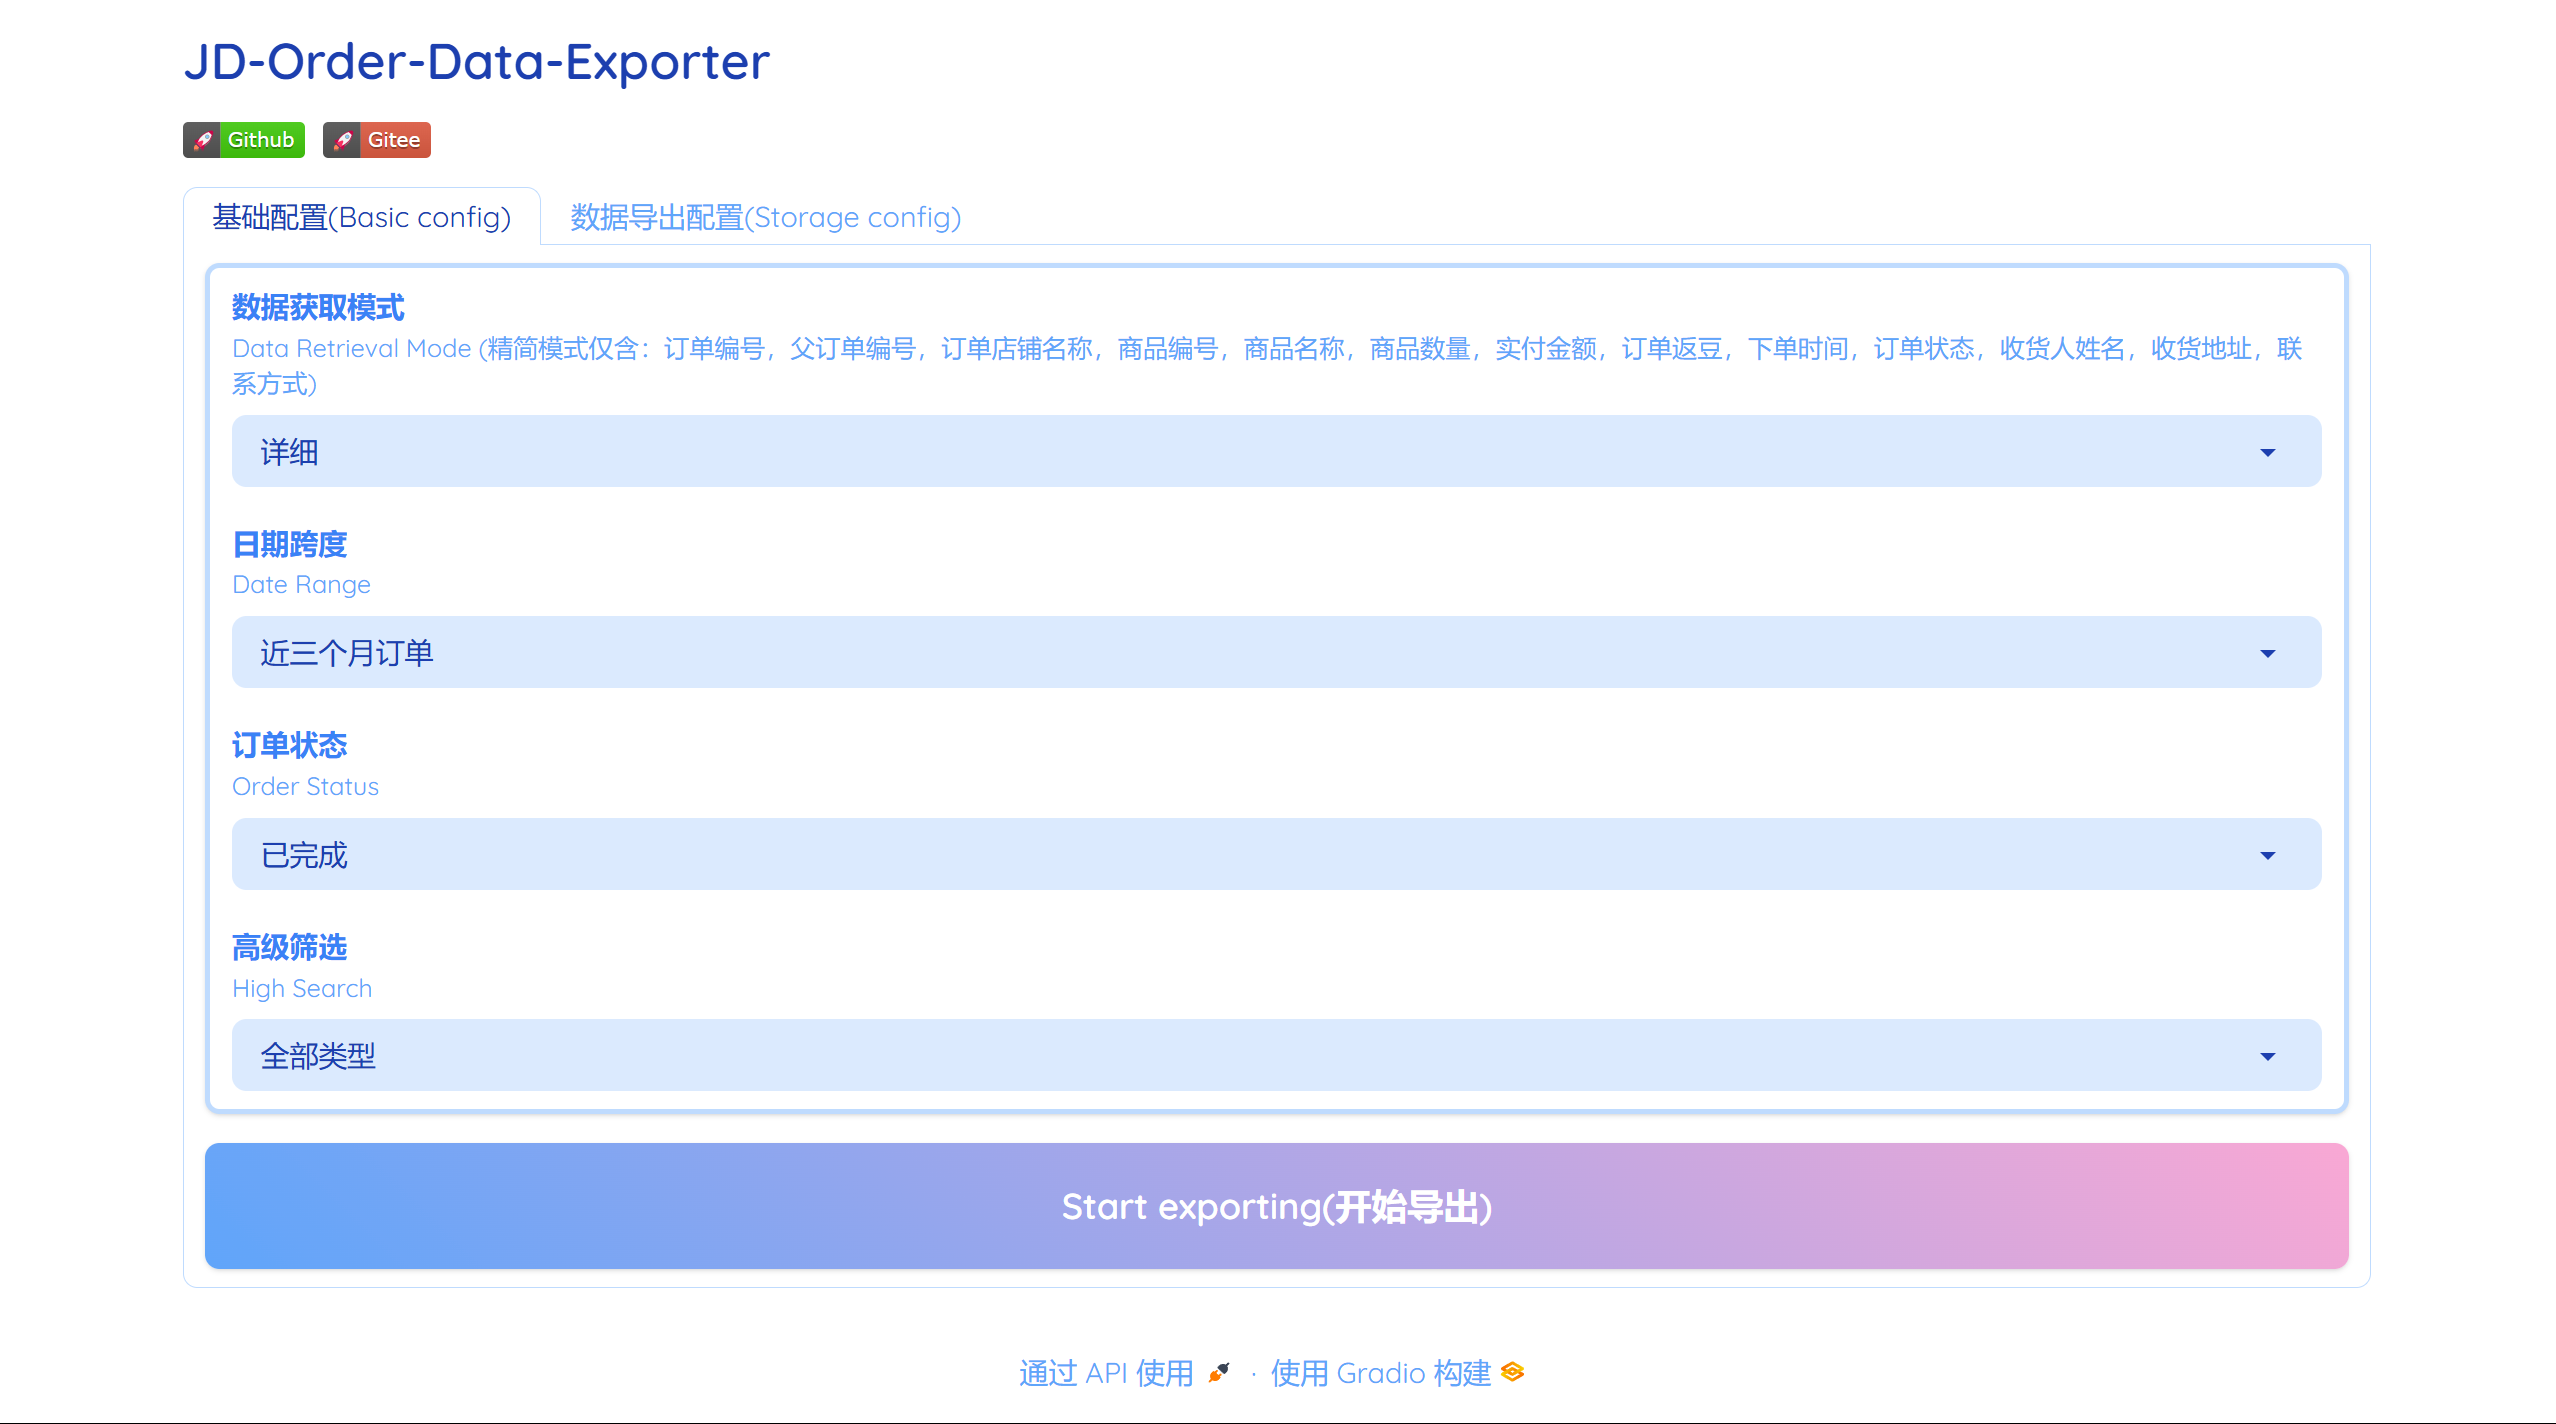 JD-Order-Data-Exporter
Github Gitee
基础配置(Basic config) 数据导出配置(Storage config)
数据获取模式
Data Retrieval Mode (精简模式仅含：订单编号，父订单编号，订单店铺名称，商品编号，商品名称，商品数量，实付金额，订单返豆，下单时间，订单状态，收货人姓名，收货地址，联
系方式)
详细
日期跨度
Date Range
近三个月订单
订单状态
Order Status
已完成
高级筛选
High Search
全部类型
Start exporting(开始导出)
通过 API 使用 · 使用 Gradio 构建